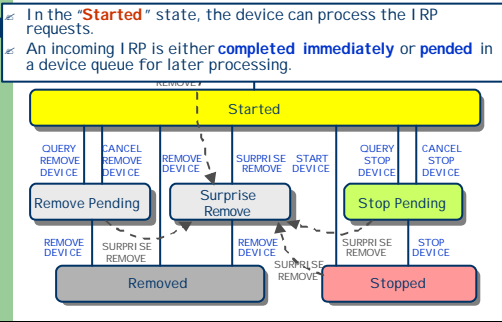 In the "Started" state, the device can process the IRP
requests.
An incoming IRP is either completed immediately or pended in
a device queue for later processing.
REMOVE
Started
QUERY
REMOVE
DEVICE
CANCEL
REMOVE
DEVICE
REMOVE
DEVICE
SURPRISE
REMOVE
START
DEVICE
QUERY
STOP
DEVICE
CANCEL
STOP
DEVICE
Remove Pending
Surprise
Remove
Stop Pending
REMOVE
DEVICE
SURPRISE
REMOVE
REMOVE
DEVICE
SURPRISE
REMOVE
SURPRISE
REMOVE
STOP
DEVICE
Removed
Stopped